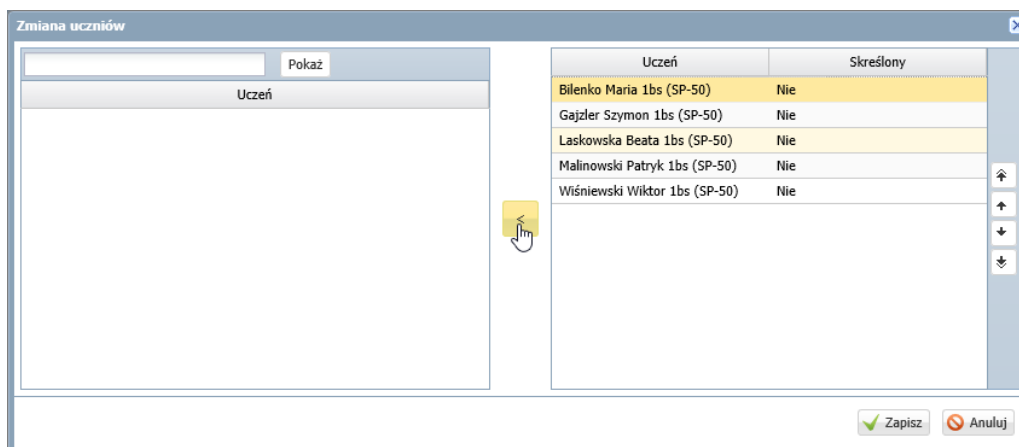 Zmiana uczniów
Pokaż
Uczeń
Uczeń Skreślony
Bilenko Maria 1bs (SP-50) Nie
Gajzler Szymon 1bs (SP-50) Nie
Laskowska Beata 1bs (SP-50) Nie
Malinowski Patryk 1bs (SP-50) Nie
Wiśniewski Wiktor 1bs (SP-50) Nie
<
Zapisz Anuluj